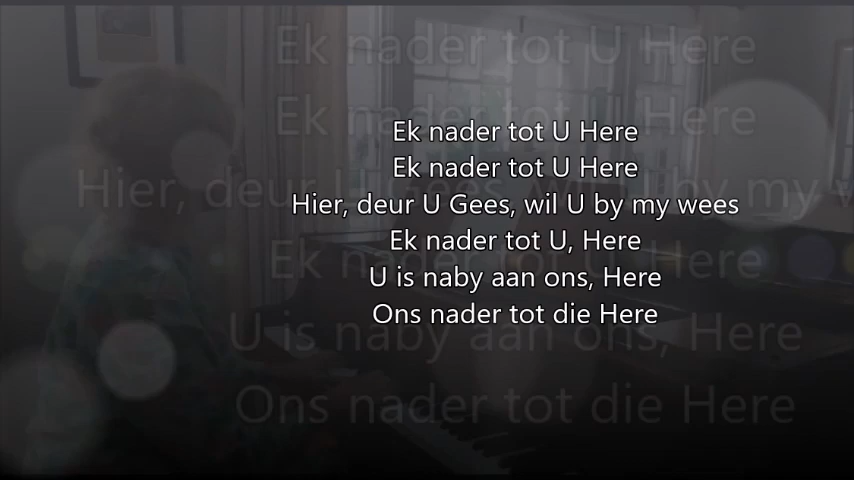 Ek nader tot U Here
Ek nader tot U Here
Hier, deur U Gees, wil U by my wees
Ek nader tot U, Here
U is naby aan ons, Here
Ons nader tot die Here